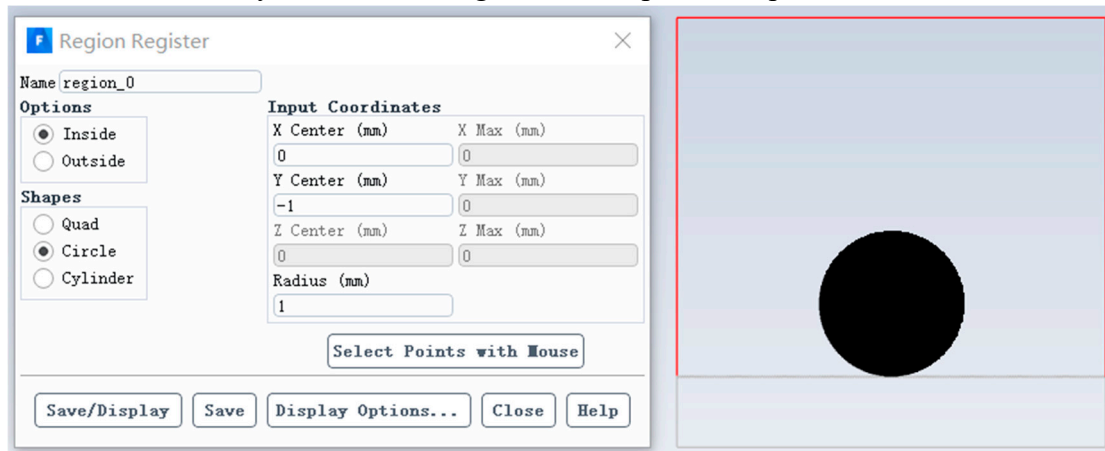 Region Register
Name region_0
Options
Inside
Outside
Shapes
Quad
Circle
Cylinder
Input Coordinates
X Center (mm) X Max (mm)
0 0
Y Center (mm) Y Max (mm)
-1 0
Z Center (mm) Z Max (mm)
0 0
Radius (mm)
1
Select Points with Mouse
Save/Display Save Display Options... Close Help